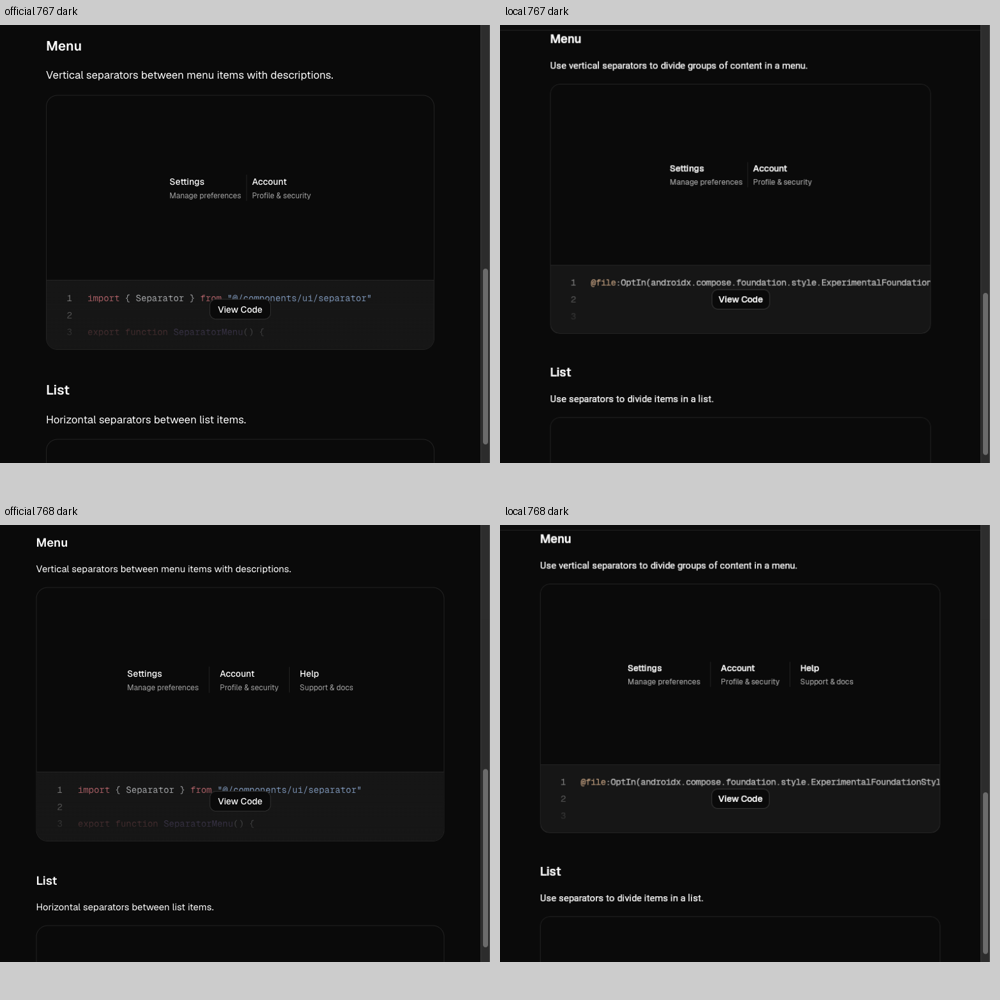 official 767 dark
Menu
Vertical separators between menu items with descriptions.
Settings
Account
Manage preferences
Profile & security
1 import { Separator } from "@/components/ui/separator"
View Code
2
3 export function SeparatorMenu() {
List
Horizontal separators between list items.
local 767 dark
Menu
Use vertical separators to divide groups of content in a menu.
Settings
Account
Manage preferences
Profile & security
1 @file:OptIn(androidx.compose.foundation.style.ExperimentalFoundation
2
View Code
3
List
Use separators to divide items in a list.
official 768 dark
Menu
Vertical separators between menu items with descriptions.
Settings
Account
Help
Manage preferences
Profile & security
Support & docs
1 import { Separator } from "@/components/ui/separator"
View Code
2
3 export function SeparatorMenu() {
List
Horizontal separators between list items.
local 768 dark
Menu
Use vertical separators to divide groups of content in a menu.
Settings
Account
Help
Manage preferences
Profile & security
Support & docs
1 @file:OptIn(androidx.compose.foundation.style.ExperimentalFoundationStyl
2
View Code
3
List
Use separators to divide items in a list.